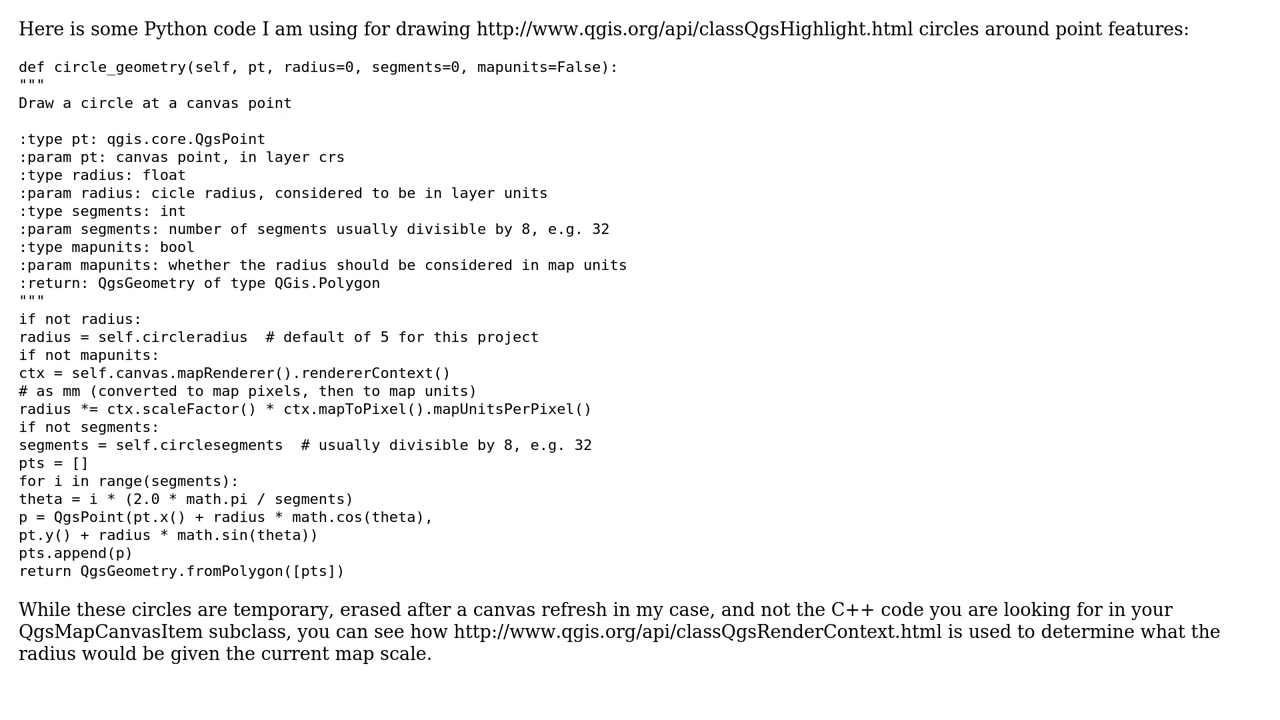 Here is some Python code I am using for drawing http://www.qgis.org/api/classQgsHighlight.html circles around point features:
def circle_geometry(self, pt, radius=0, segments=0, mapunits=False):
"""
Draw a circle at a canvas point
:type pt: qgis.core.QgsPoint
:param pt: canvas point, in layer crs
:type radius: float
:param radius: cicle radius, considered to be in layer units
:type segments: int
:param segments: number of segments usually divisible by 8, e.g. 32
:type mapunits: bool
:param mapunits: whether the radius should be considered in map units
:return: QgsGeometry of type QGis.Polygon
"""
if not radius:
radius = self.circleradius  # default of 5 for this project
if not mapunits:
ctx = self.canvas.mapRenderer().rendererContext()
# as mm (converted to map pixels, then to map units)
radius *= ctx.scaleFactor() * ctx.mapToPixel().mapUnitsPerPixel()
if not segments:
segments = self.circlesegments  # usually divisible by 8, e.g. 32
pts = []
for i in range(segments):
theta = i * (2.0 * math.pi / segments)
p = QgsPoint(pt.x() + radius * math.cos(theta),
pt.y() + radius * math.sin(theta))
pts.append(p)
return QgsGeometry.fromPolygon([pts])
While these circles are temporary, erased after a canvas refresh in my case, and not the C++ code you are looking for in your
QgsMapCanvasItem subclass, you can see how http://www.qgis.org/api/classQgsRenderContext.html is used to determine what the
radius would be given the current map scale.